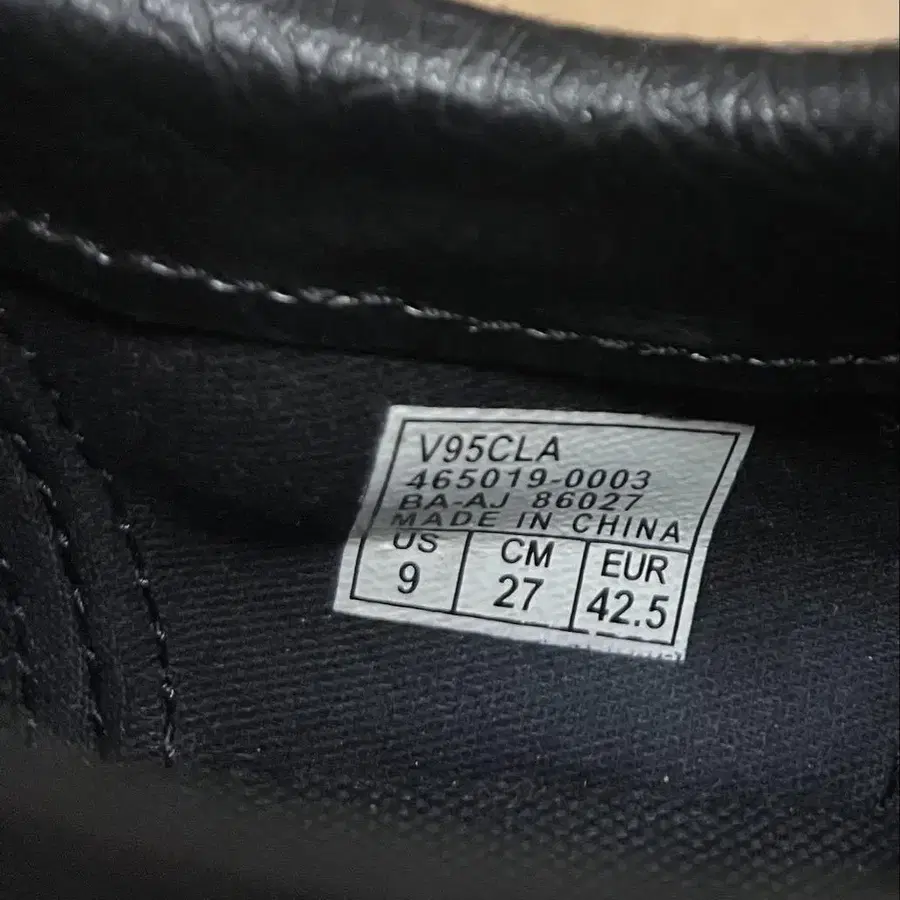 V95CLA
465019-0003
BA-AJ 86027
MADE IN CHINA
US CM EUR
9 27 42.5